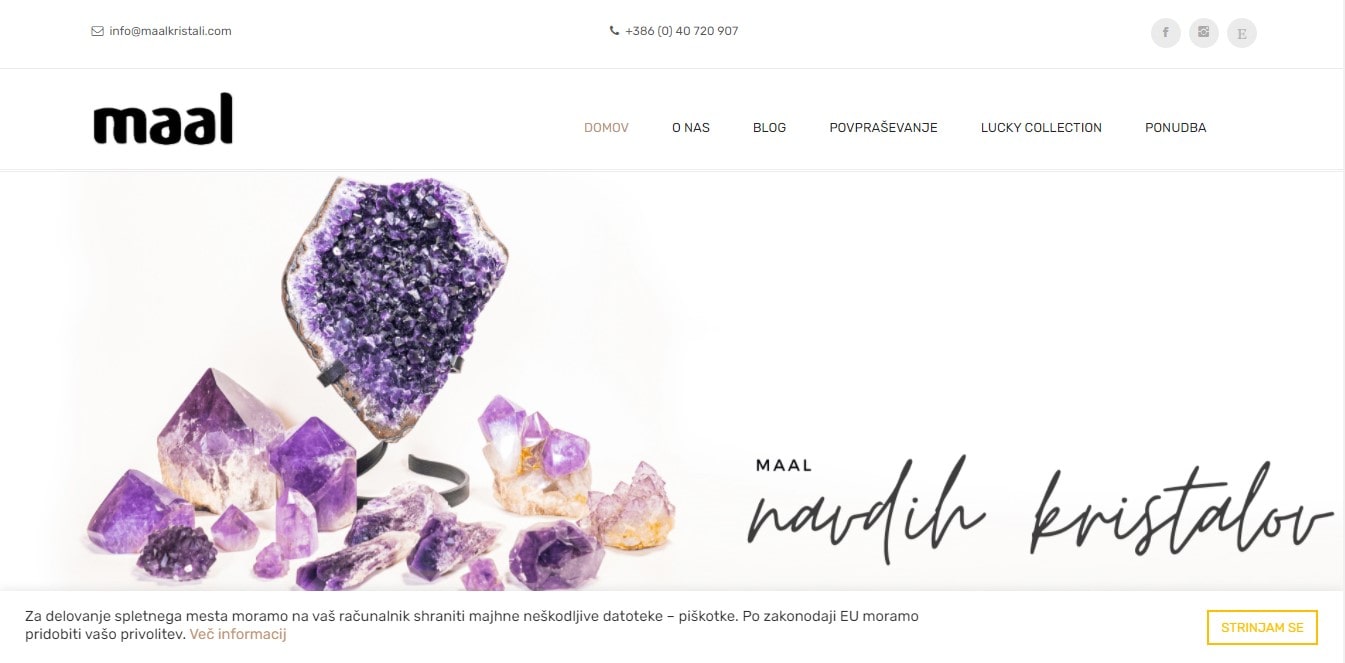 info@maalkristali.com
+386 (0) 40 720 907
f
E
maal
DOMOV
O NAS
BLOG
POVPRAŠEVANJE
LUCKY COLLECTION
PONUDBA
MAAL
navdih kristalov
Za delovanje spletnega mesta moramo na vaš računalnik shraniti majhne neškodljive datoteke – piškotke. Po zakonodaji EU moramo
pridobiti vašo privolitev. Več informacij
STRINJAM SE